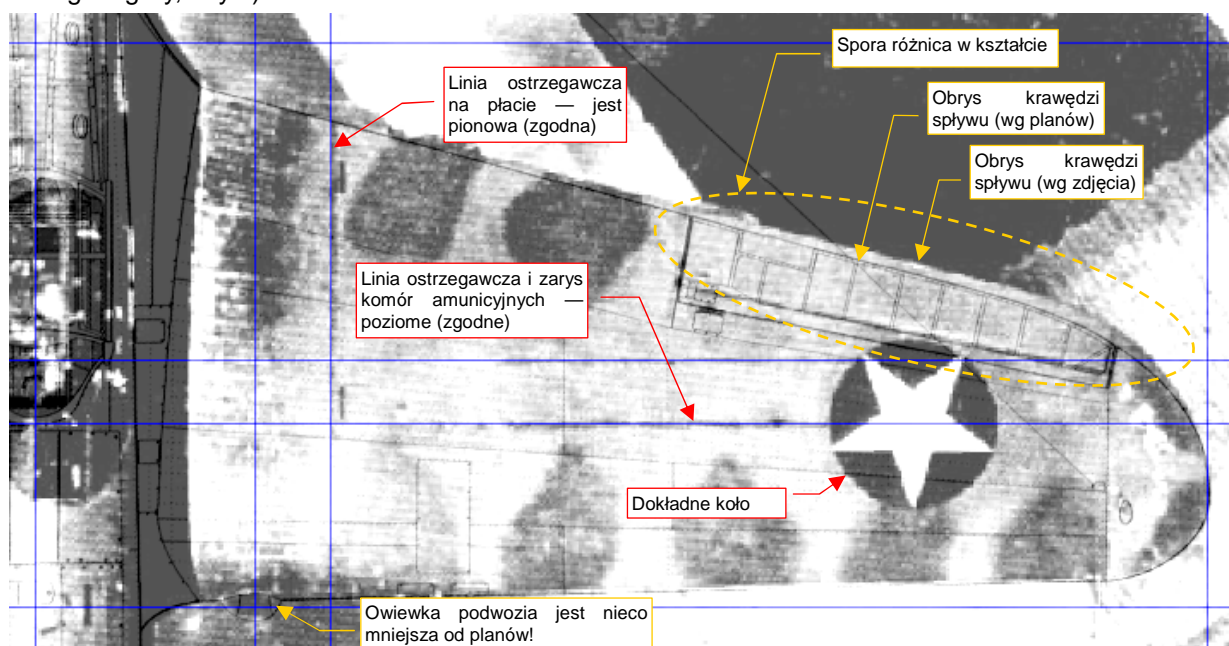 Spora różnica w kształcie
Linia ostrzegawcza
na płacie — jest
pionowa (zgodna)
Obrys krawędzi
spływu (wg planów)
Obrys krawędzi
spływu (wg zdjęcia)
Linia ostrzegawcza i zarys
komór amunicyjnych —
poziome (zgodne)
Dokładne koło
Owiewka podwozia jest nieco
mniejsza od planów!